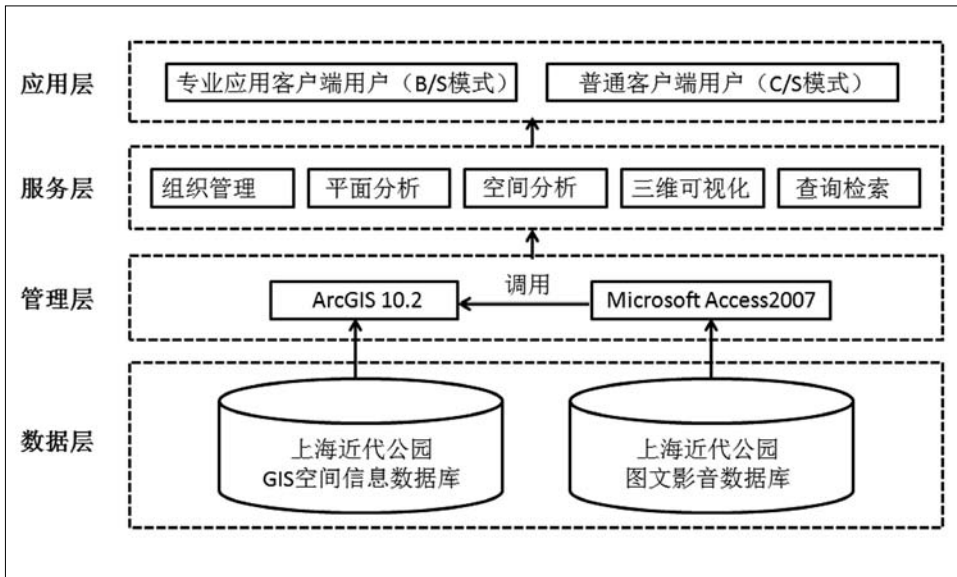 应用层
专业应用客户端用户（B/S模式）
普通客户端用户（C/S模式）
服务层
组织管理
平面分析
空间分析
三维可视化
查询检索
管理层
ArcGIS 10.2
调用
Microsoft Access2007
数据层
上海近代公园
GIS空间信息数据库
上海近代公园
图文影音数据库